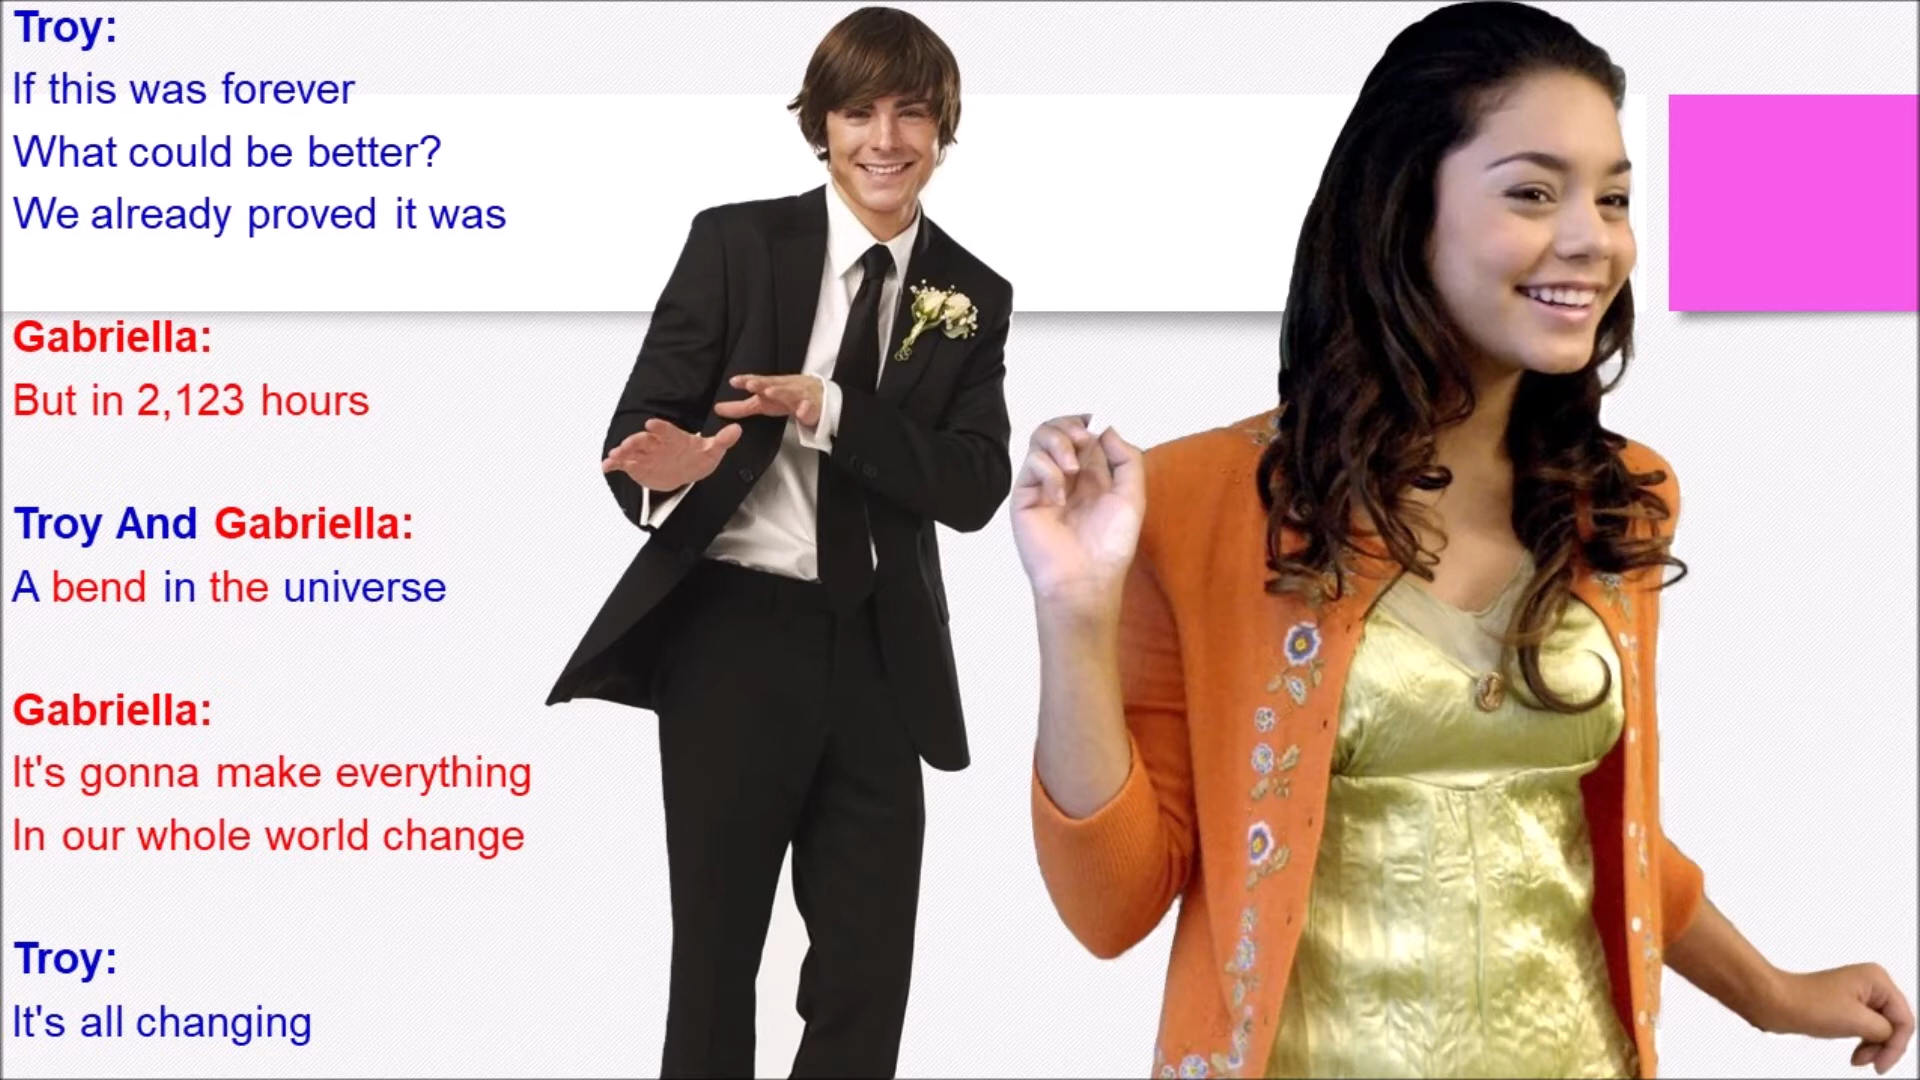 Troy:
If this was forever
What could be better?
We already proved it was
Gabriella:
But in 2,123 hours
Troy And Gabriella:
A bend in the universe
Gabriella:
It's gonna make everything
In our whole world change
Troy:
It's all changing